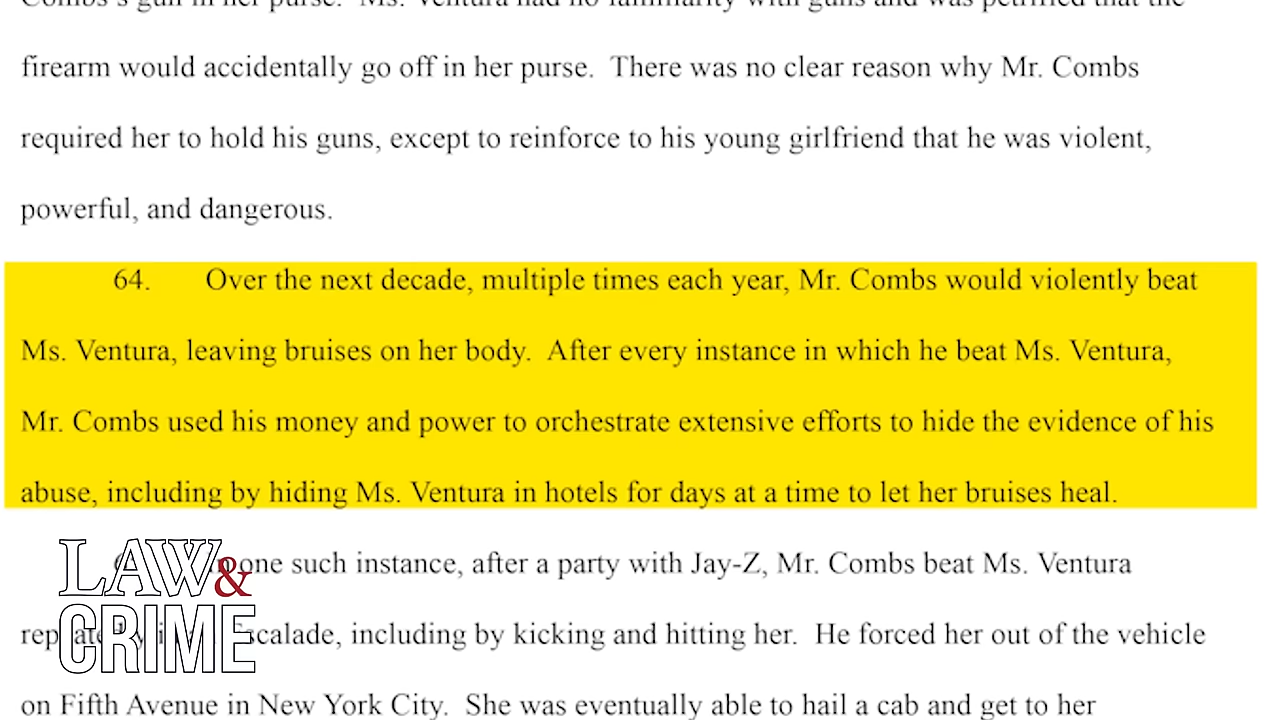 Combs's gun in her purse. Ms. Ventura had no familiarity with guns and was petrified that the
firearm would accidentally go off in her purse. There was no clear reason why Mr. Combs
required her to hold his guns, except to reinforce to his young girlfriend that he was violent,
powerful, and dangerous.
64. Over the next decade, multiple times each year, Mr. Combs would violently beat
Ms. Ventura, leaving bruises on her body. After every instance in which he beat Ms. Ventura,
Mr. Combs used his money and power to orchestrate extensive efforts to hide the evidence of his
abuse, including by hiding Ms. Ventura in hotels for days at a time to let her bruises heal.
one such instance, after a party with Jay-Z, Mr. Combs beat Ms. Ventura
Escalade, including by kicking and hitting her. He forced her out of the vehicle
on Fifth Avenue in New York City. She was eventually able to hail a cab and get to her
LAW&
CRIME